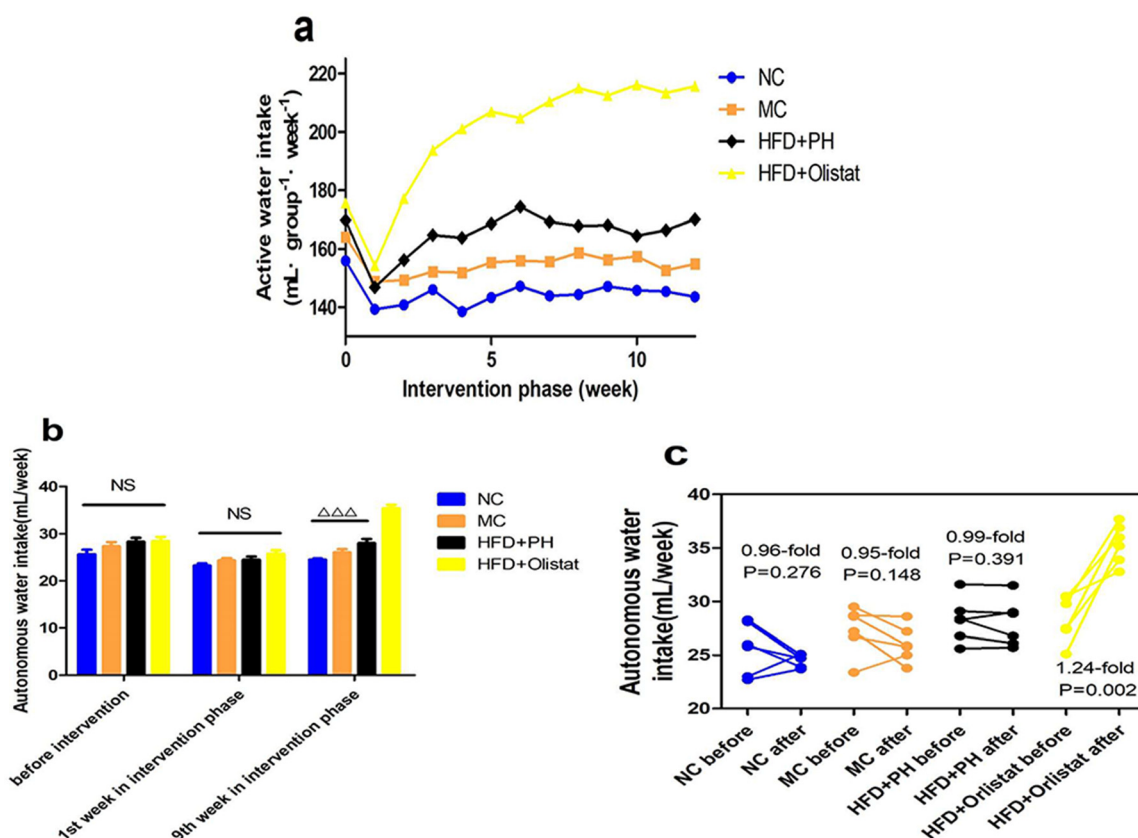 a
Active water intake
(mL· group⁻¹· week⁻¹)
220
200
180
160
140
0
5
10
Intervention phase (week)
NC
MC
HFD+PH
HFD+Olistat
b
Autonomous water intake(mL/week)
40
30
20
10
0
NS
NS
△△△
NC
MC
HFD+PH
HFD+Olistat
before intervention
1st week in intervention phase
9th week in intervention phase
c
Autonomous water
intake(mL/week)
40
35
30
25
20
0.96-fold
P=0.276
0.95-fold
P=0.148
0.99-fold
P=0.391
1.24-fold
P=0.002
NC before
NC after
MC before
MC after
HFD+PH before
HFD+PH after
HFD+Orlistat before
HFD+Orlistat after